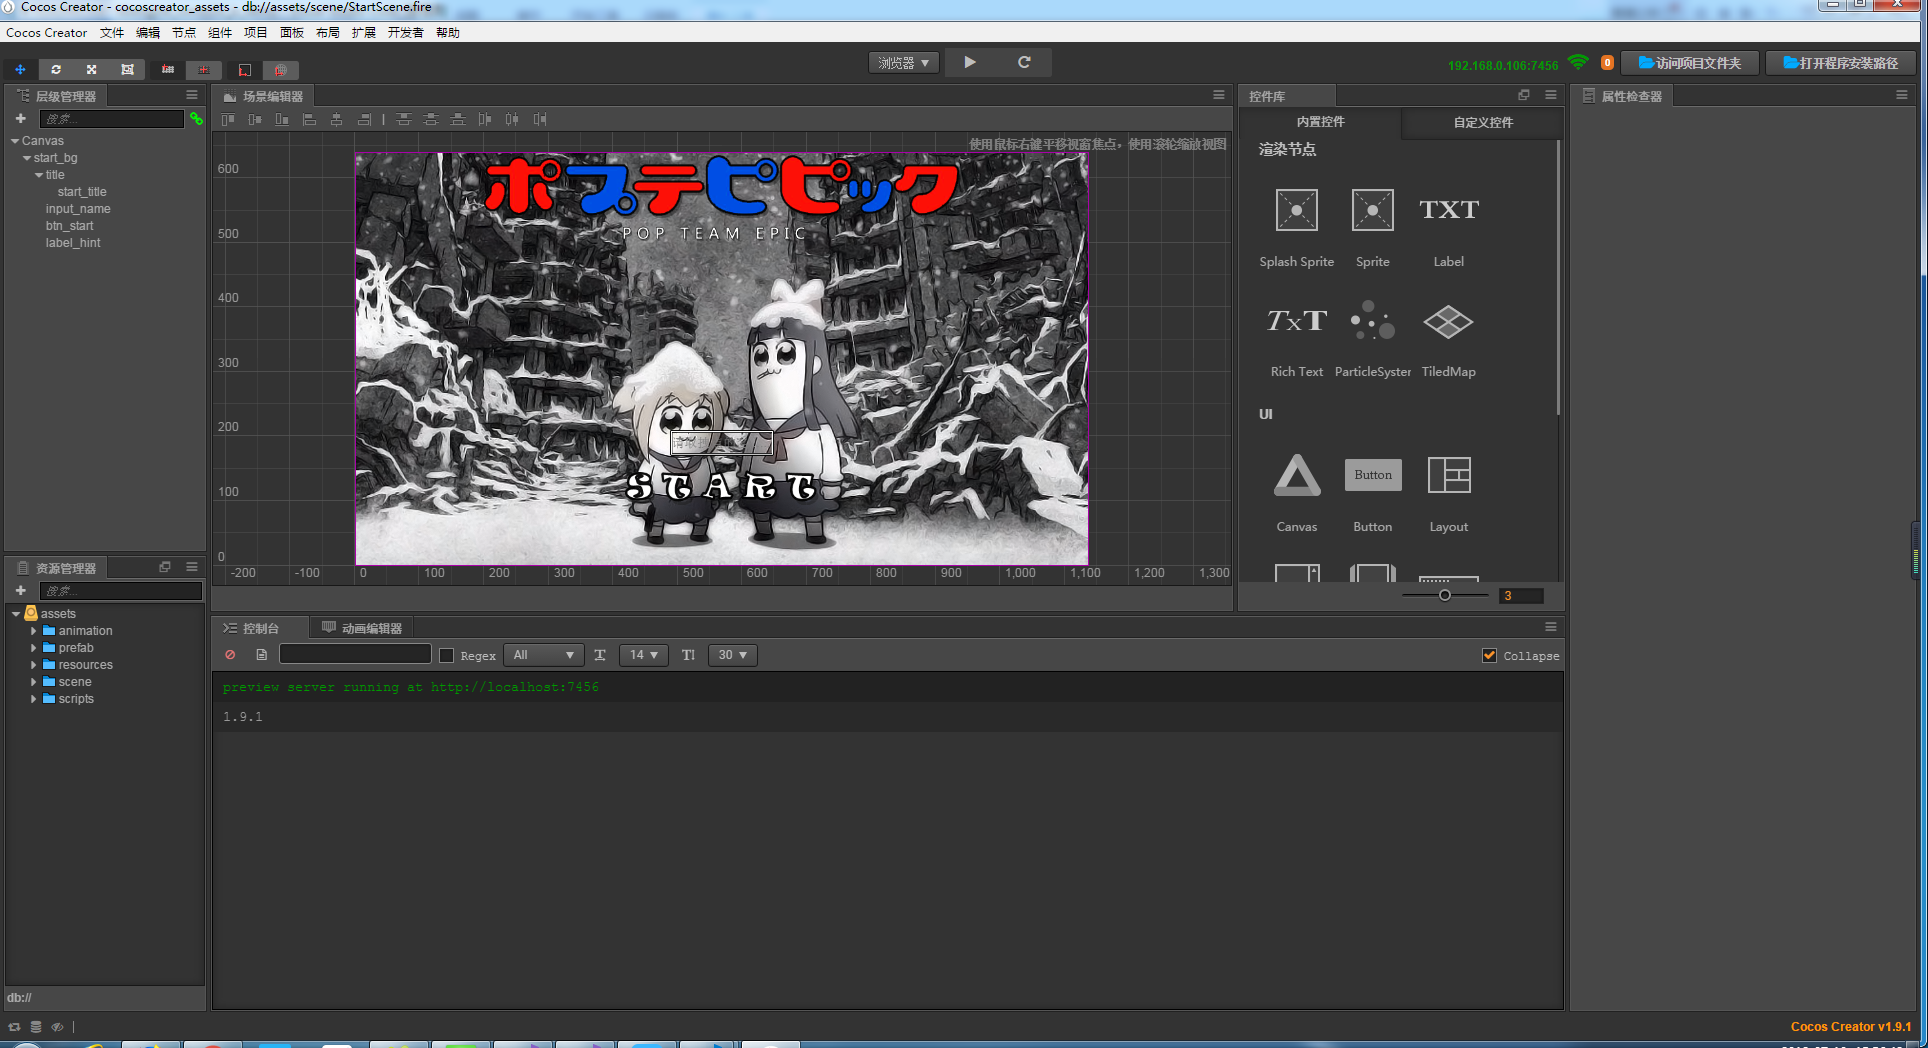 Cocos Creator - cocoscreator_assets - db://assets/scene/StartScene.fire
Cocos Creator 文件 编辑 节点 组件 项目 面板 布局 扩展 开发者 帮助
浏览器
192.168.0.106:7456
0
访问项目文件夹
打开程序安装路径
层级管理器
搜索...
Canvas
start_bg
title
start_title
input_name
btn_start
label_hint
场景编辑器
使用鼠标右键平移视窗焦点，使用滚轮缩放视图
ポプテピピック
POP TEAM EPIC
START
600
500
400
300
200
100
0
-200 -100 0 100 200 300 400 500 600 700 800 900 1,000 1,100 1,200 1,300
控件库
内置控件 自定义控件
渲染节点
Splash Sprite Sprite Label
TXT
TxT
Rich Text ParticleSyster TiledMap
UI
Button
Canvas Button Layout
3
属性检查器
资源管理器
搜索...
assets
animation
prefab
resources
scene
scripts
db://
控制台 动画编辑器
Regex All 14 30 Collapse
preview server running at http://localhost:7456
1.9.1
Cocos Creator v1.9.1